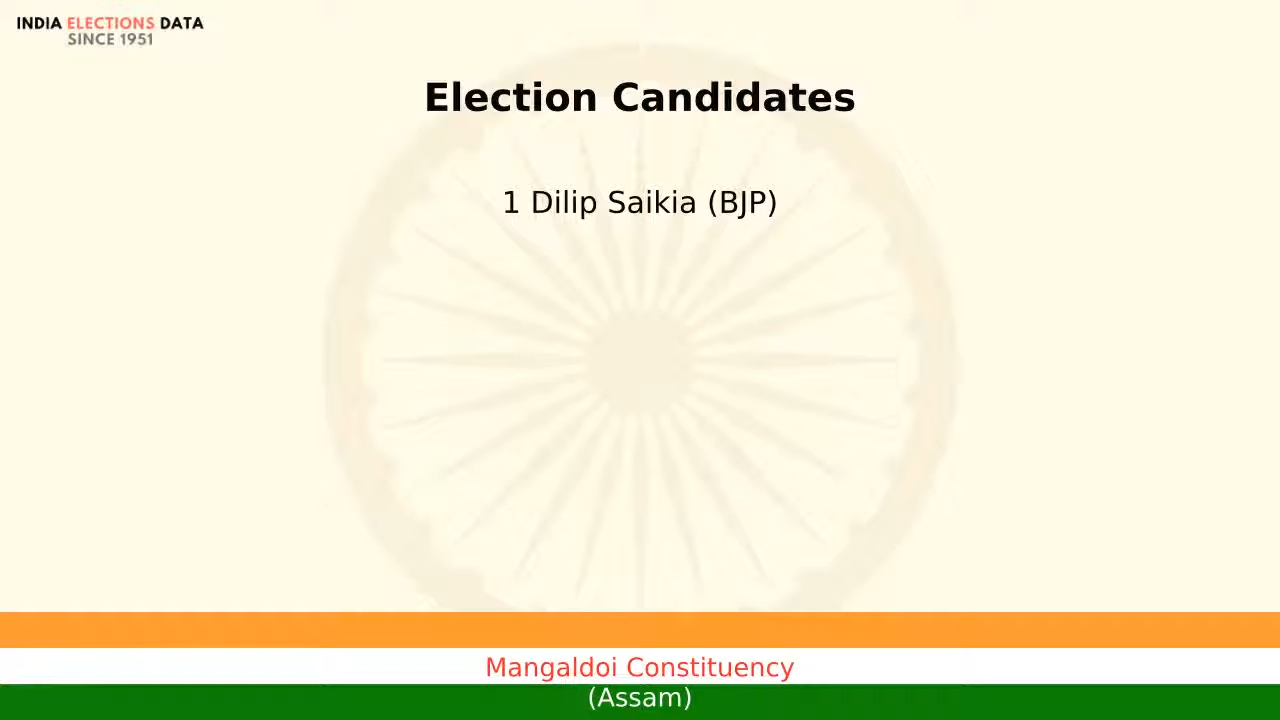 INDIA ELECTIONS DATA
SINCE 1951
Election Candidates
1 Dilip Saikia (BJP)
Mangaldoi Constituency
(Assam)